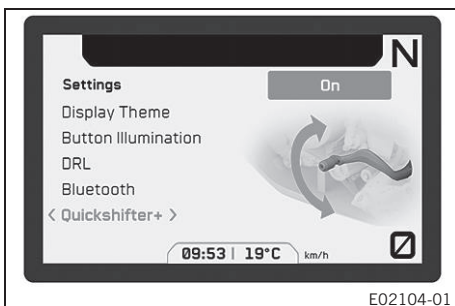 N
Settings
On
Display Theme
Button Illumination
DRL
Bluetooth
< Quickshifter+ >
09:53 | 19°C km/h
E02104-01